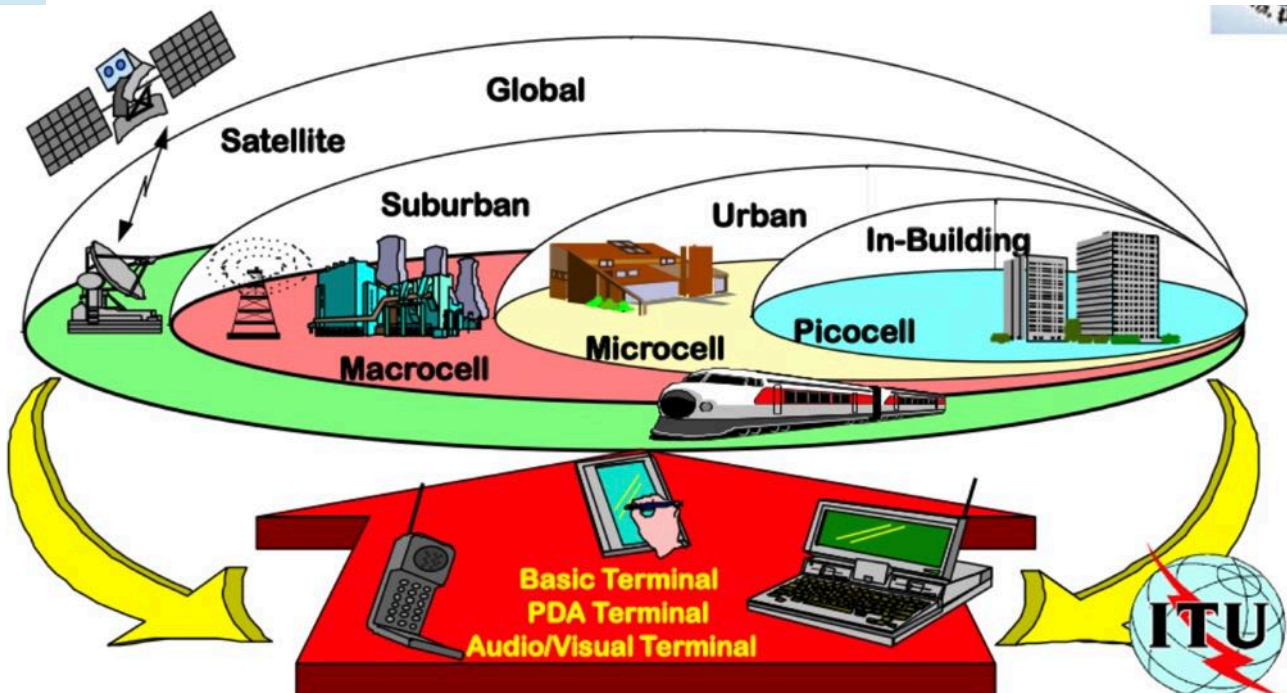 Global
Satellite
Suburban
Urban
In-Building
Picocell
Microcell
Macrocell
Basic Terminal
PDA Terminal
Audio/Visual Terminal
ITU